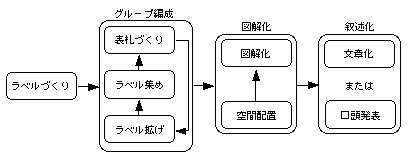 グループ編成
図解化
叙述化
表札づくり
図解化
文章化
ラベルづくり
ラベル集め
または
ラベル拡げ
空間配置
口頭発表